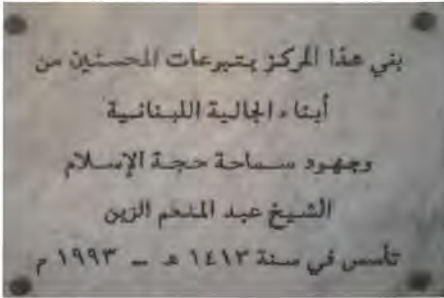 بني هذا المركز بتبرعات المحسنين من
أبناء الجالية اللبنانية
وجهود سماحة حجة الإسلام
الشيخ عبد المنعم الزين
تأسس في سنة ١٤١٣ هـ – ١٩٩٣ م